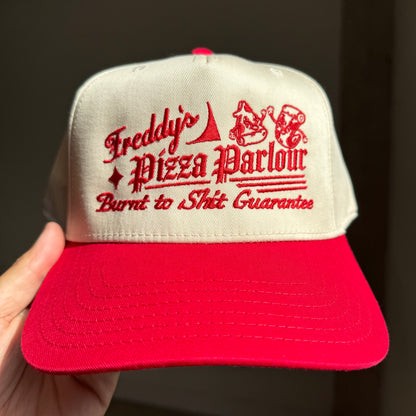 Freddy's
Pizza Parlour
Burnt to Shit Guarantee